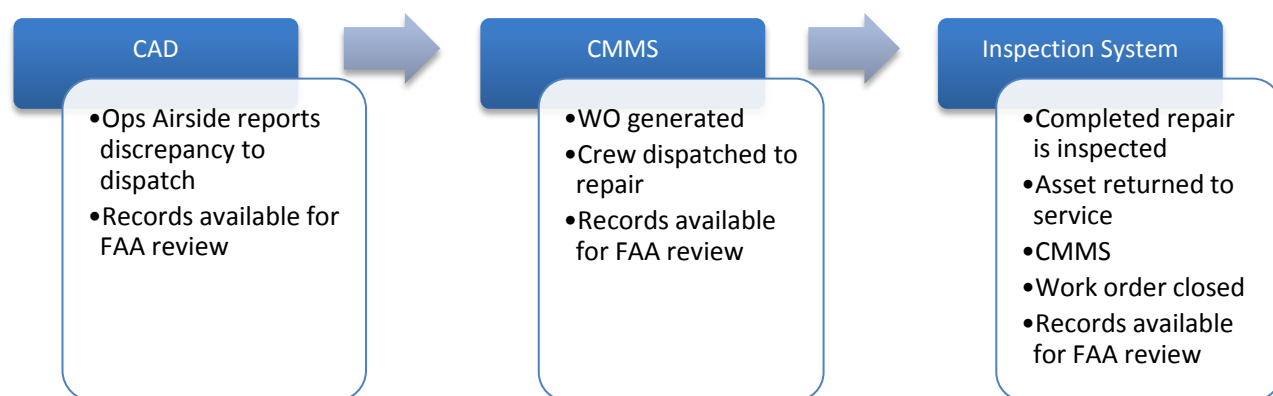 CAD
•Ops Airside reports
discrepancy to
dispatch
•Records available for
FAA review
CMMS
•WO generated
•Crew dispatched to
repair
•Records available
for FAA review
Inspection System
•Completed repair
is inspected
•Asset returned to
service
•CMMS
•Work order closed
•Records available
for FAA review